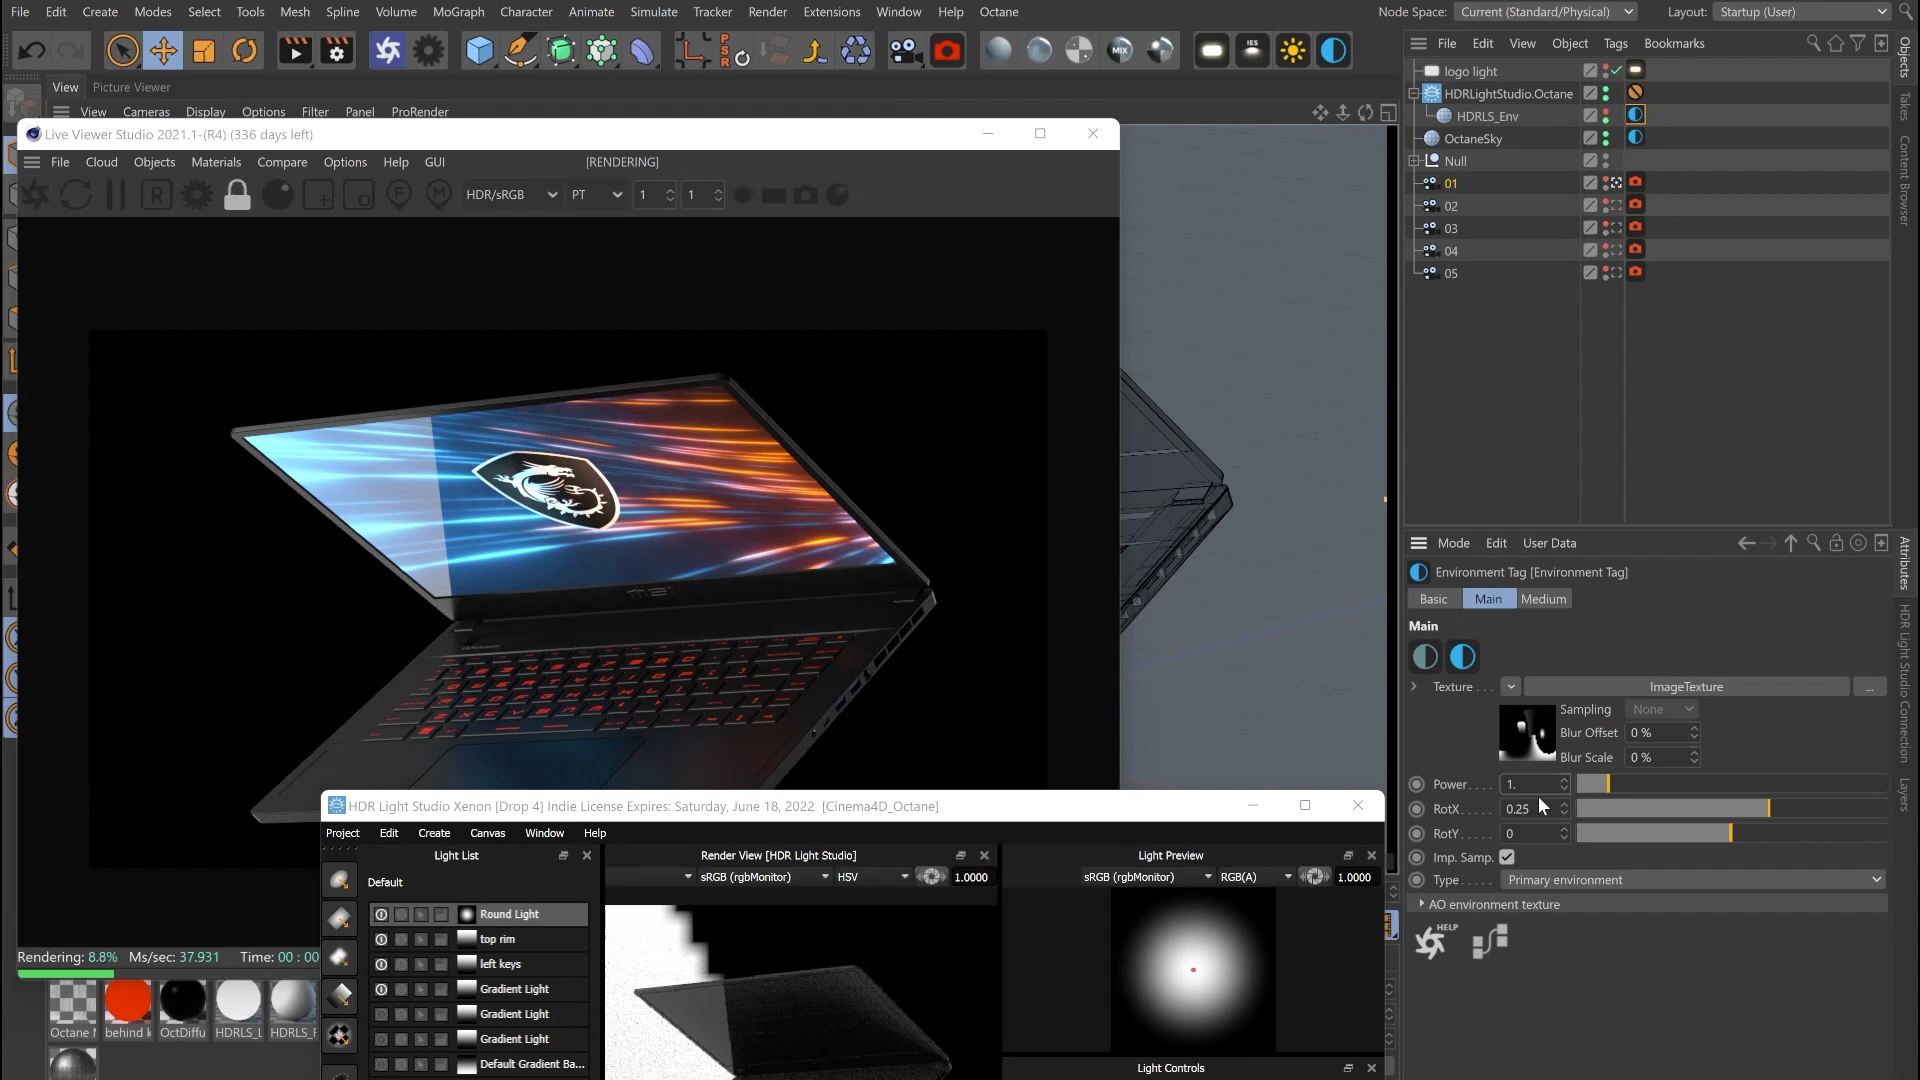 File Edit Create Modes Select Tools Mesh Spline Volume MoGraph Character Animate Simulate Tracker Render Extensions Window Help Octane
Node Space: Current (Standard/Physical) Layout: Startup (User)
PSR MIX IES
File Edit View Object Tags Bookmarks
View Picture Viewer
View Cameras Display Options Filter Panel ProRender
Live Viewer Studio 2021.1-(R4) (336 days left)
File Cloud Objects Materials Compare Options Help GUI [RENDERING]
R F M HDR/sRGB PT 1 1
logo light
HDRLightStudio.Octane
HDRLS_Env
OctaneSky
Null
01
02
03
04
05
Objects
Takes
Content Browser
Mode Edit User Data
Environment Tag [Environment Tag]
Basic Main Medium
Main
Texture . . . ImageTexture ...
Sampling None
Blur Offset 0 %
Blur Scale 0 %
Power . . . . 1.
RotX . . . . . 0.25
RotY . . . . . 0
Imp. Samp.
Type . . . . . Primary environment
AO environment texture
HELP
Attributes
HDR Light Studio Connection
Layers
msi
HDR Light Studio Xenon [Drop 4] Indie License Expires: Saturday, June 18, 2022 [Cinema4D_Octane]
Project Edit Create Canvas Window Help
Light List
Default
Round Light
top rim
left keys
Gradient Light
Gradient Light
Gradient Light
Default Gradient Ba...
Render View [HDR Light Studio]
sRGB (rgbMonitor) HSV 1.0000
Light Preview
sRGB (rgbMonitor) RGB(A) 1.0000
Light Controls
Rendering: 8.8% Ms/sec: 37.931 Time: 00 : 00
behind k OctDiffu HDRLS_L